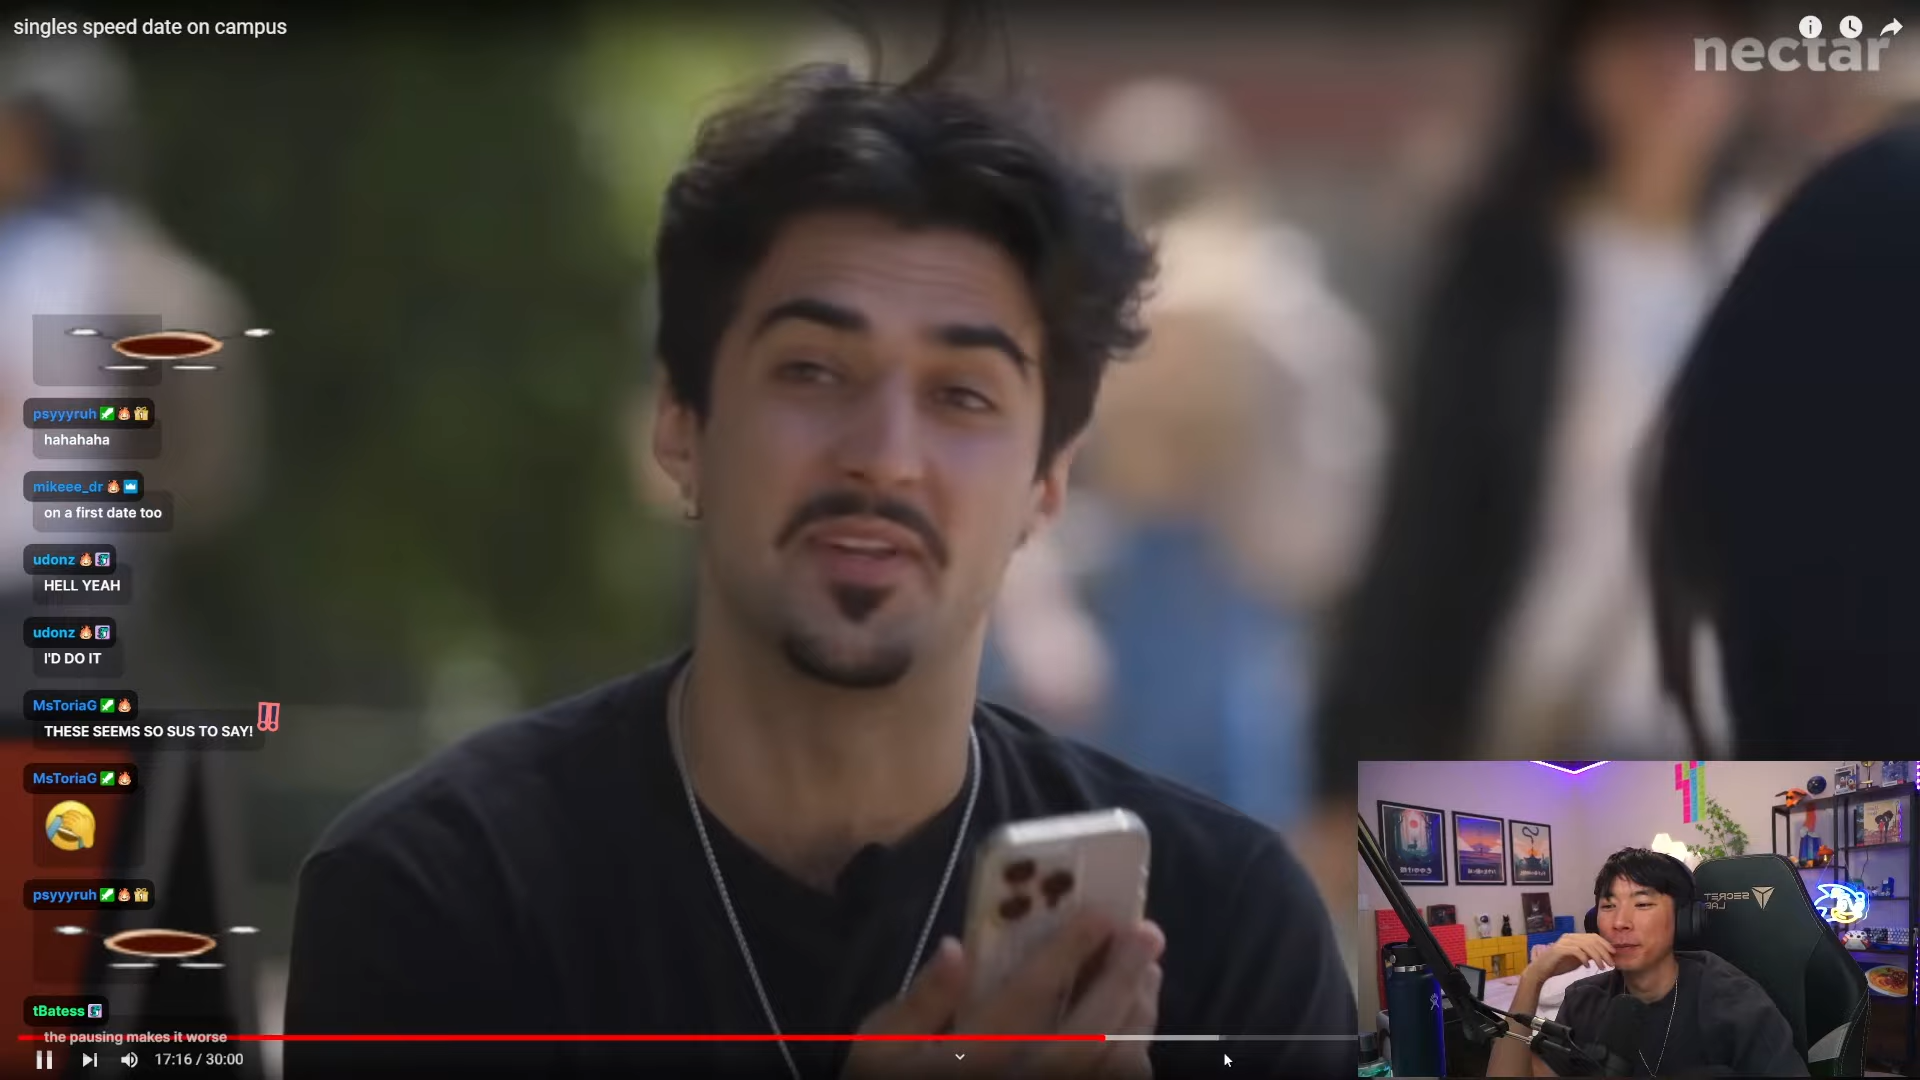 singles speed date on campus
nectar
psyyyruh
hahahaha
mikeee_dr
on a first date too
udonz
HELL YEAH
udonz
I'D DO IT
MsToriaG
THESE SEEMS SO SUS TO SAY!
MsToriaG
psyyyruh
tBatess
the pausing makes it worse
17:16 / 30:00
SECRET
LAB